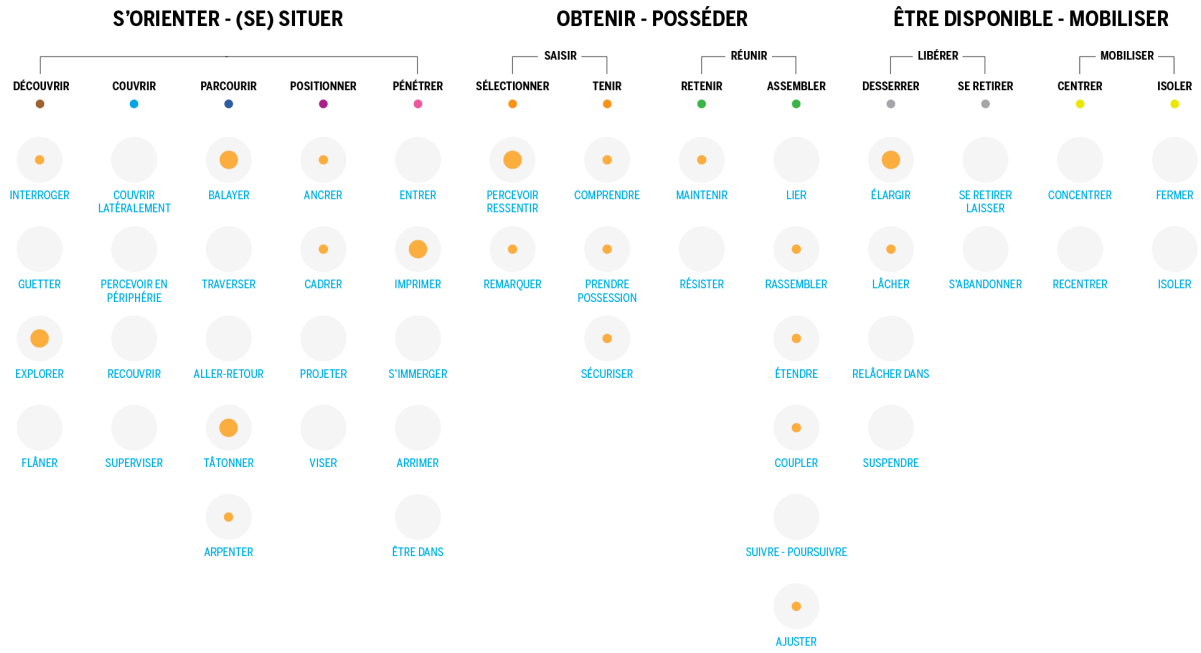 S'ORIENTER - (SE) SITUER
OBTENIR - POSSÉDER
ÊTRE DISPONIBLE - MOBILISER
SAISIR
RÉUNIR
LIBÉRER
MOBILISER
DÉCOUVRIR
COUVRIR
PARCOURIR
POSITIONNER
PÉNÉTRER
SÉLECTIONNER
TENIR
RETENIR
ASSEMBLER
DESSERRER
SE RETIRER
CENTRER
ISOLER
INTERROGER
COUVRIR
LATÉRALEMENT
BALAYER
ANCRER
ENTRER
PERCEVOIR
RESSENTIR
COMPRENDRE
MAINTENIR
LIER
ÉLARGIR
SE RETIRER
LAISSER
CONCENTRER
FERMER
GUETTER
PERCEVOIR EN
PÉRIPHÉRIE
TRAVERSER
CADRER
IMPRIMER
REMARQUER
PRENDRE
POSSESSION
RÉSISTER
RASSEMBLER
LÂCHER
S'ABANDONNER
RECENTRER
ISOLER
EXPLORER
RECOUVRIR
ALLER-RETOUR
PROJETER
S'IMMERGER
SÉCURISER
ÉTENDRE
RELÂCHER DANS
FLÂNER
SUPERVISER
TÂTONNER
VISER
ARRIMER
COUPLER
SUSPENDRE
ARPENTER
ÊTRE DANS
SUIVRE - POURSUIVRE
AJUSTER